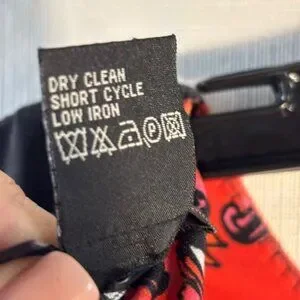 DRY CLEAN
SHORT CYCLE
LOW IRON
P